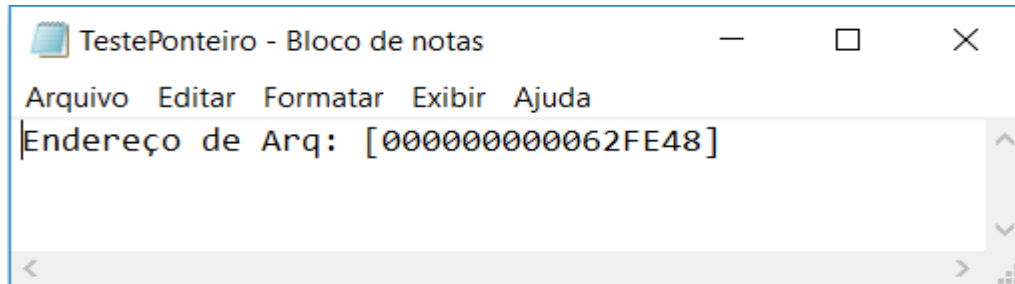 TestePonteiro - Bloco de notas
Arquivo Editar Formatar Exibir Ajuda
Endereço de Arq: [000000000062FE48]